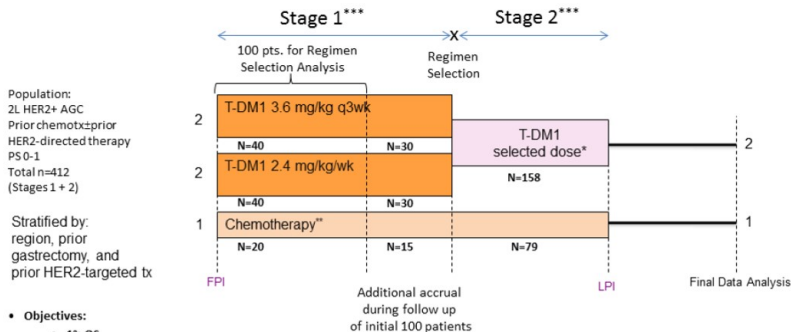 Stage 1***
Stage 2***
X
100 pts. for Regimen
Selection Analysis
Regimen
Selection
Population:
2L HER2+ AGC
Prior chemotx±prior
HER2-directed therapy
PS 0-1
Total n=412
(Stages 1 + 2)
Stratified by:
region, prior
gastrectomy, and
prior HER2-targeted tx
• Objectives:
2
T-DM1 3.6 mg/kg q3wk
N=40
N=30
2
T-DM1 2.4 mg/kg/wk
N=40
N=30
1
Chemotherapy**
N=20
N=15
N=79
T-DM1
selected dose*
N=158
2
1
FPI
Additional accrual
during follow up
of initial 100 patients
LPI
Final Data Analysis